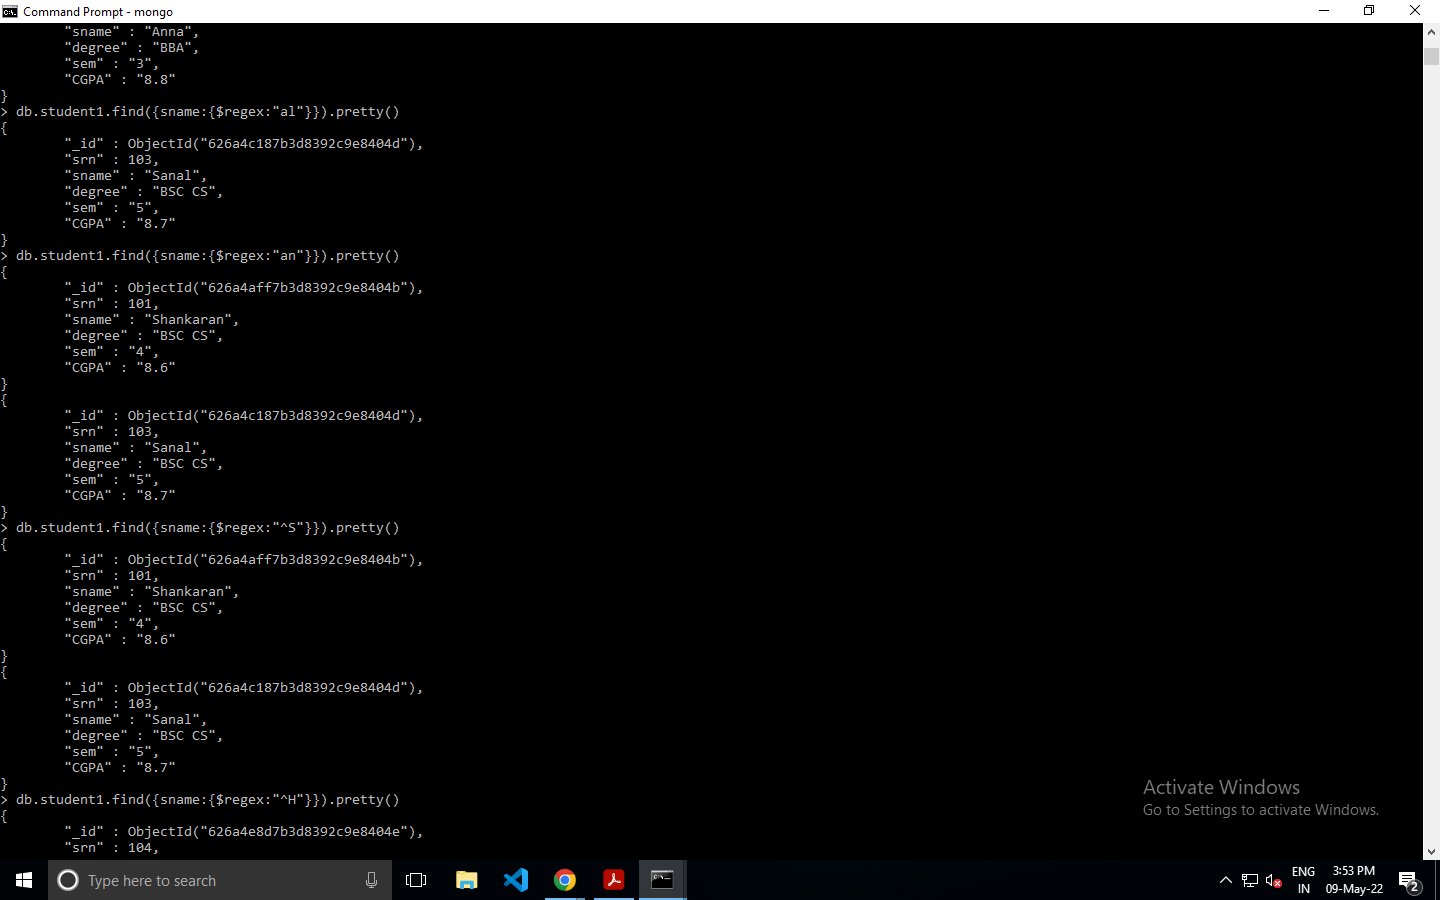 Command Prompt - mongo
        "sname" : "Anna",
        "degree" : "BBA",
        "sem" : "3",
        "CGPA" : "8.8"
}
> db.student1.find({sname:{$regex:"al"}}).pretty()
{
        "_id" : ObjectId("626a4c187b3d8392c9e8404d"),
        "srn" : 103,
        "sname" : "Sanal",
        "degree" : "BSC CS",
        "sem" : "5",
        "CGPA" : "8.7"
}
> db.student1.find({sname:{$regex:"an"}}).pretty()
{
        "_id" : ObjectId("626a4aff7b3d8392c9e8404b"),
        "srn" : 101,
        "sname" : "Shankaran",
        "degree" : "BSC CS",
        "sem" : "4",
        "CGPA" : "8.6"
}
{
        "_id" : ObjectId("626a4c187b3d8392c9e8404d"),
        "srn" : 103,
        "sname" : "Sanal",
        "degree" : "BSC CS",
        "sem" : "5",
        "CGPA" : "8.7"
}
> db.student1.find({sname:{$regex:"^S"}}).pretty()
{
        "_id" : ObjectId("626a4aff7b3d8392c9e8404b"),
        "srn" : 101,
        "sname" : "Shankaran",
        "degree" : "BSC CS",
        "sem" : "4",
        "CGPA" : "8.6"
}
{
        "_id" : ObjectId("626a4c187b3d8392c9e8404d"),
        "srn" : 103,
        "sname" : "Sanal",
        "degree" : "BSC CS",
        "sem" : "5",
        "CGPA" : "8.7"
}
> db.student1.find({sname:{$regex:"^H"}}).pretty()
{
        "_id" : ObjectId("626a4e8d7b3d8392c9e8404e"),
        "srn" : 104,
Activate Windows
Go to Settings to activate Windows.
Type here to search
ENG
IN
3:53 PM
09-May-22
2